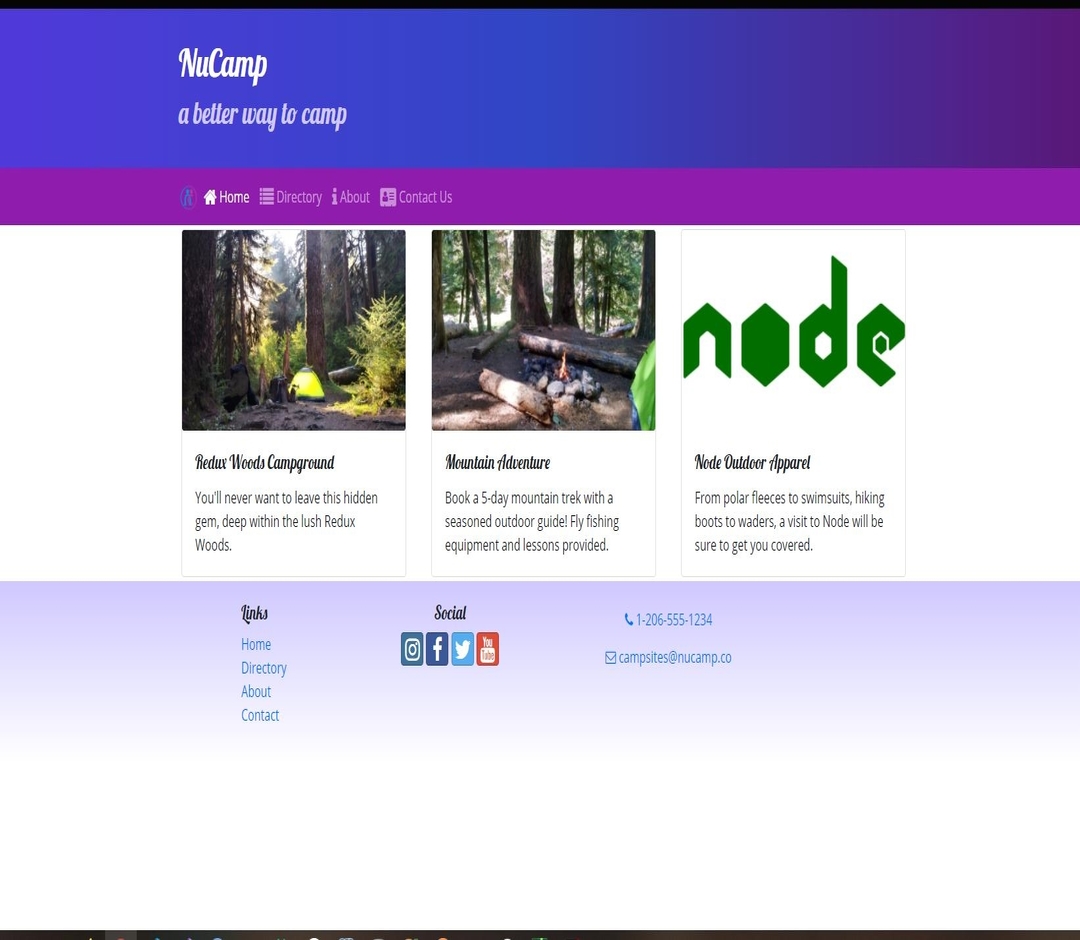 NuCamp
a better way to camp
Home Directory About Contact Us
node
Redux Woods Campground
You'll never want to leave this hidden
gem, deep within the lush Redux
Woods.
Mountain Adventure
Book a 5-day mountain trek with a
seasoned outdoor guide! Fly fishing
equipment and lessons provided.
Node Outdoor Apparel
From polar fleeces to swimsuits, hiking
boots to waders, a visit to Node will be
sure to get you covered.
Links
Home
Directory
About
Contact
Social
You
Tube
1-206-555-1234
campsites@nucamp.co